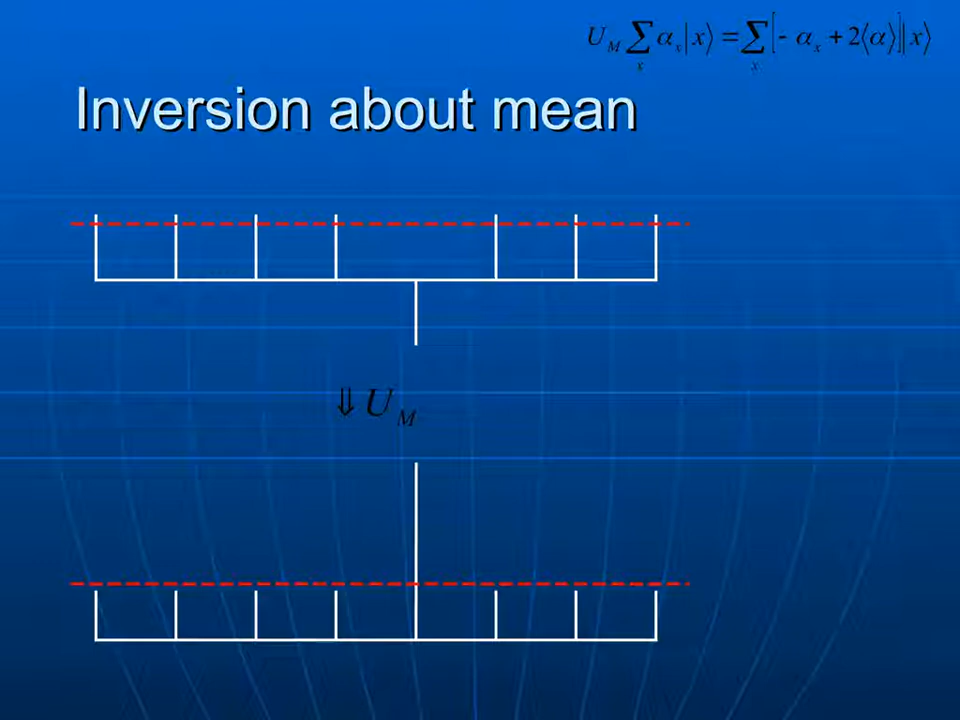 U_M ∑_x α_x |x⟩ = ∑_x [− α_x + 2⟨α⟩] |x⟩
Inversion about mean
⇓ U_M